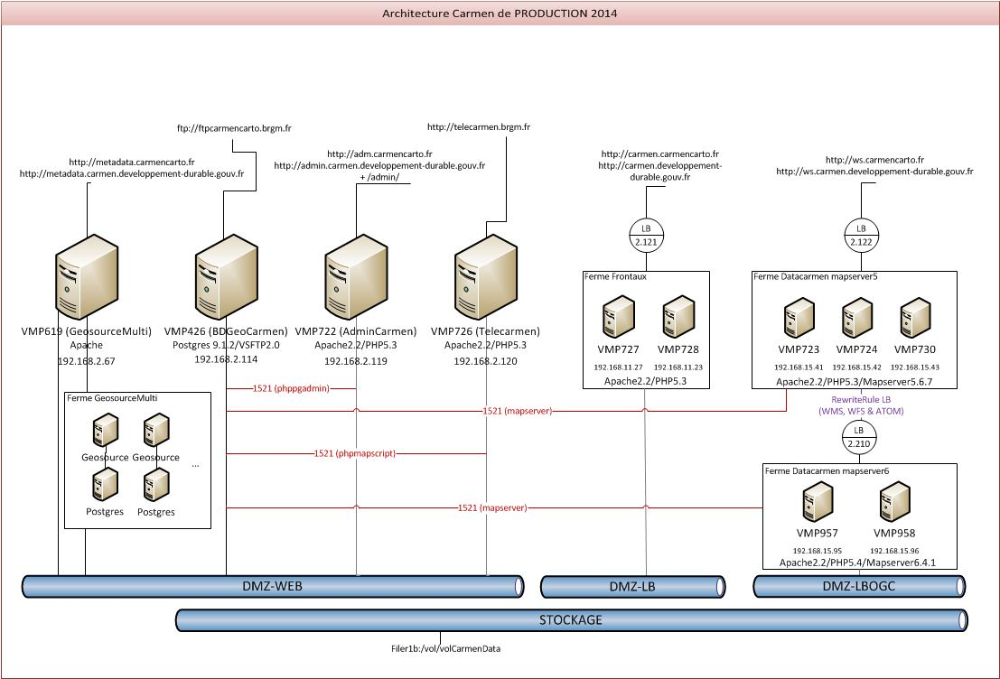 Architecture Carmen de PRODUCTION 2014
ftp://ftpcarmencarto.brgm.fr
http://telecarmen.brgm.fr
http://metadata.carmencarto.fr
http://metadata.carmen.developpement-durable.gouv.fr
http://adm.carmencarto.fr
http://admin.carmen.developpement-durable.gouv.fr
+ /admin/
http://carmen.carmencarto.fr
http://carmen.developpement-
durable.gouv.fr
http://ws.carmencarto.fr
http://ws.carmen.developpement-durable.gouv.fr
LB
2.121
LB
2.122
VMP619 (GeosourceMulti)
Apache
192.168.2.67
VMP426 (BDGeoCarmen)
Postgres 9.1.2/VSFTP2.0
192.168.2.114
VMP722 (AdminCarmen)
Apache2.2/PHP5.3
192.168.2.119
VMP726 (Telecarmen)
Apache2.2/PHP5.3
192.168.2.120
Ferme Frontaux
VMP727
VMP728
192.168.11.27
192.168.11.23
Apache2.2/PHP5.3
Ferme Datacarmen mapserver5
VMP723
VMP724
VMP730
192.168.15.41
192.168.15.42
192.168.15.43
Apache2.2/PHP5.3/Mapserver5.6.7
1521 (phppgadmin)
1521 (mapserver)
1521 (phpmapscript)
1521 (mapserver)
RewriteRule LB
(WMS, WFS & ATOM)
LB
2.210
Ferme GeosourceMulti
Geosource
Geosource
...
Postgres
Postgres
Ferme Datacarmen mapserver6
VMP957
VMP958
192.168.15.95
192.168.15.96
Apache2.2/PHP5.4/Mapserver6.4.1
DMZ-WEB
DMZ-LB
DMZ-LBOGC
STOCKAGE
Filer1b:/vol/volCarmenData